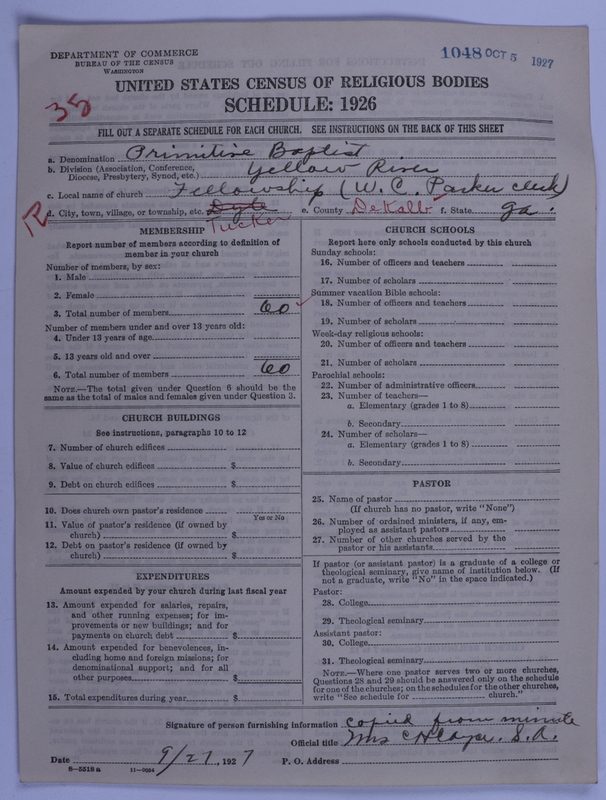 DEPARTMENT OF COMMERCE
BUREAU OF THE CENSUS
WASHINGTON
1048 OCT 5 1927
UNITED STATES CENSUS OF RELIGIOUS BODIES
SCHEDULE: 1926
35
FILL OUT A SEPARATE SCHEDULE FOR EACH CHURCH. SEE INSTRUCTIONS ON THE BACK OF THIS SHEET
a. Denomination Primitive Baptist
b. Division (Association, Conference, Diocese, Presbytery, Synod, etc.) Yellow River
c. Local name of church Fellowship (W. C. Parker clerk)
R
d. City, town, village, or township, etc. Tucker e. County DeKalb f. State Ga.
MEMBERSHIP
Report number of members according to definition of
member in your church
Number of members, by sex:
1. Male
2. Female
3. Total number of members 60
Number of members under and over 13 years old:
4. Under 13 years of age
5. 13 years old and over
6. Total number of members 60
NOTE.—The total given under Question 6 should be
same as the total of males and females given under Question 3.
CHURCH BUILDINGS
See instructions, paragraphs 10 to 12
7. Number of church edifices
8. Value of church edifices $
9. Debt on church edifices $
10. Does church own pastor's residence
Yes or No
11. Value of pastor's residence (if owned by
church) $
12. Debt on pastor's residence (if owned by
church) $
EXPENDITURES
Amount expended by your church during last fiscal year
13. Amount expended for salaries, repairs,
and other running expenses; for im-
provements or new buildings; and for
payments on church debt $
14. Amount expended for benevolences, in-
cluding home and foreign missions; for
denominational support; and for all
other purposes $
15. Total expenditures during year $
CHURCH SCHOOLS
Report here only schools conducted by this church
Sunday schools:
16. Number of officers and teachers
17. Number of scholars
Summer vacation Bible schools:
18. Number of officers and teachers
19. Number of scholars
Week-day religious schools:
20. Number of officers and teachers
21. Number of scholars
Parochial schools:
22. Number of administrative officers
23. Number of teachers—
a. Elementary (grades 1 to 8)
b. Secondary
24. Number of scholars—
a. Elementary (grades 1 to 8)
b. Secondary
PASTOR
25. Name of pastor
(If church has no pastor, write "None")
26. Number of ordained ministers, if any, em-
ployed as assistant pastors
27. Number of other churches served by the
pastor or his assistants
If pastor (or assistant pastor) is a graduate of a college or
theological seminary, give name of institution below. (If
not a graduate, write "No" in the space indicated.)
Pastor:
28. College
29. Theological seminary
Assistant pastor:
30. College
31. Theological seminary
NOTE.—Where one pastor serves two or more churches,
Questions 28 and 29 should be answered only on the schedule
for one of the churches; on the schedules for the other churches,
write "See schedule for church."
Signature of person furnishing information copied from minute
Official title Mrs C H S.A.
Date 9/27, 1927 P. O. Address
8-5518 a 11-9054